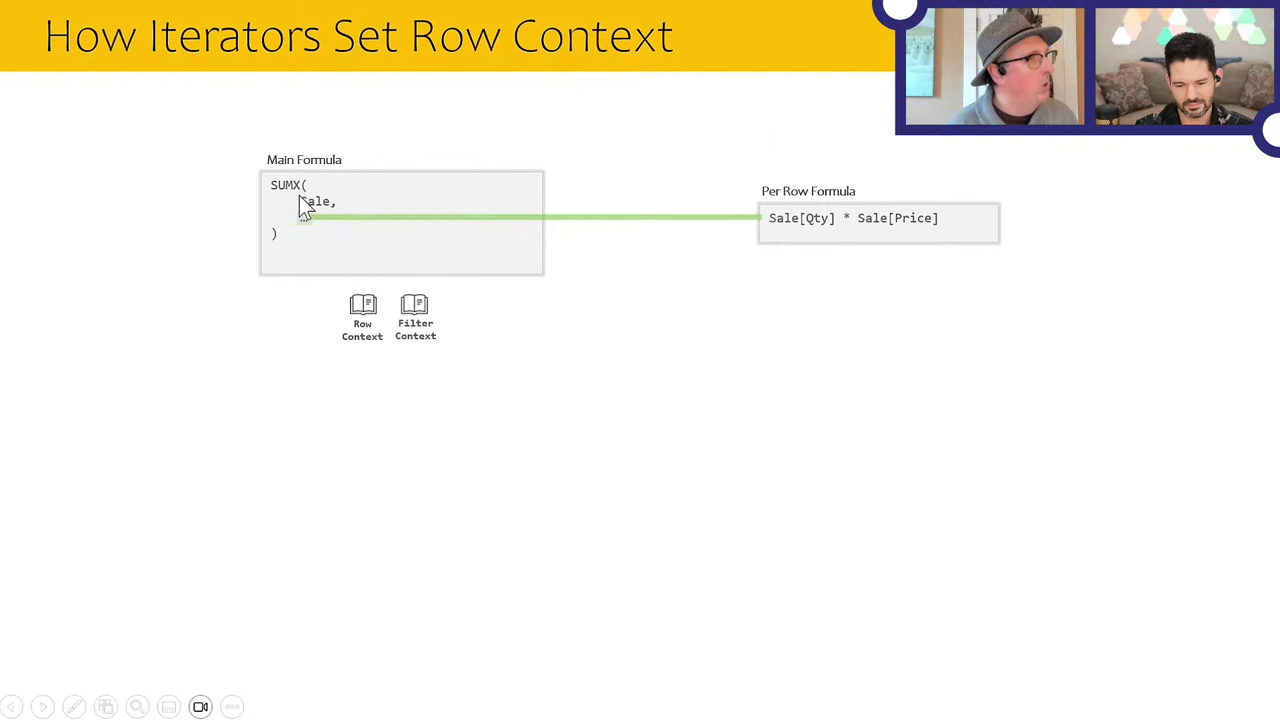 How Iterators Set Row Context
Main Formula
SUMX(
Sale,
…
)
Per Row Formula
Sale[Qty] * Sale[Price]
Row
Context
Filter
Context